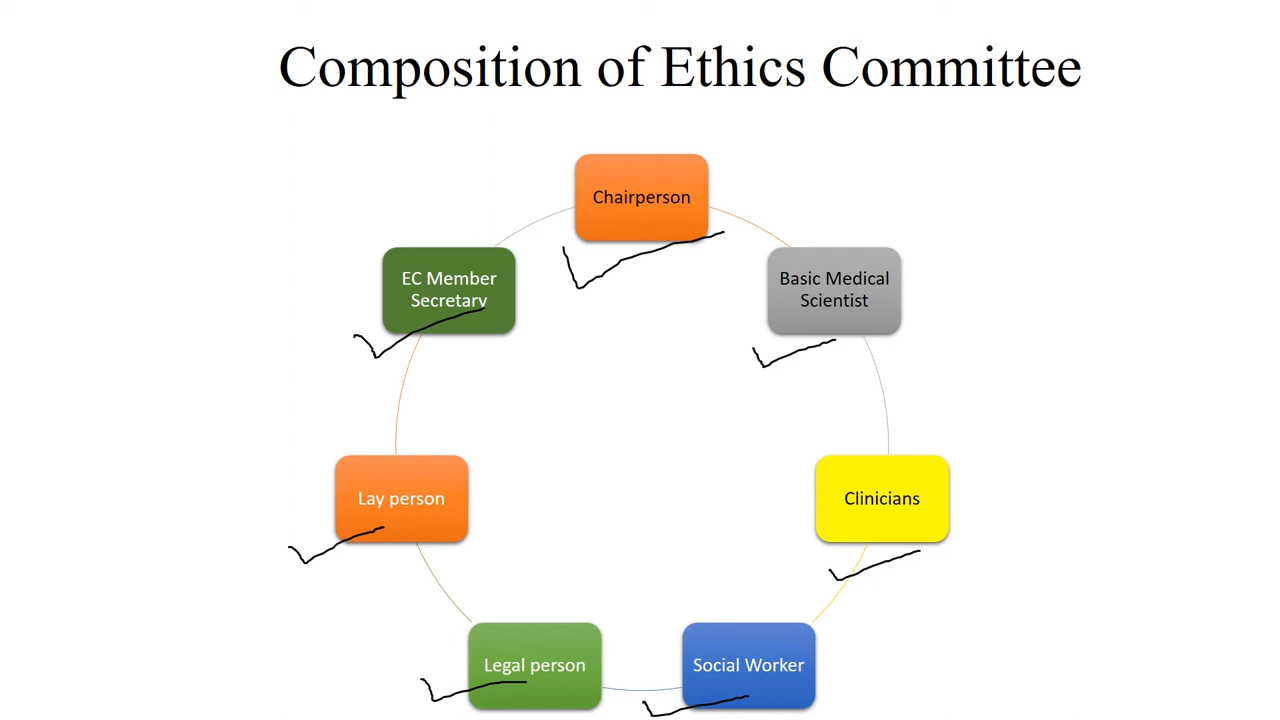 Composition of Ethics Committee
Chairperson
Basic Medical
Scientist
Clinicians
Social Worker
Legal person
Lay person
EC Member
Secretary